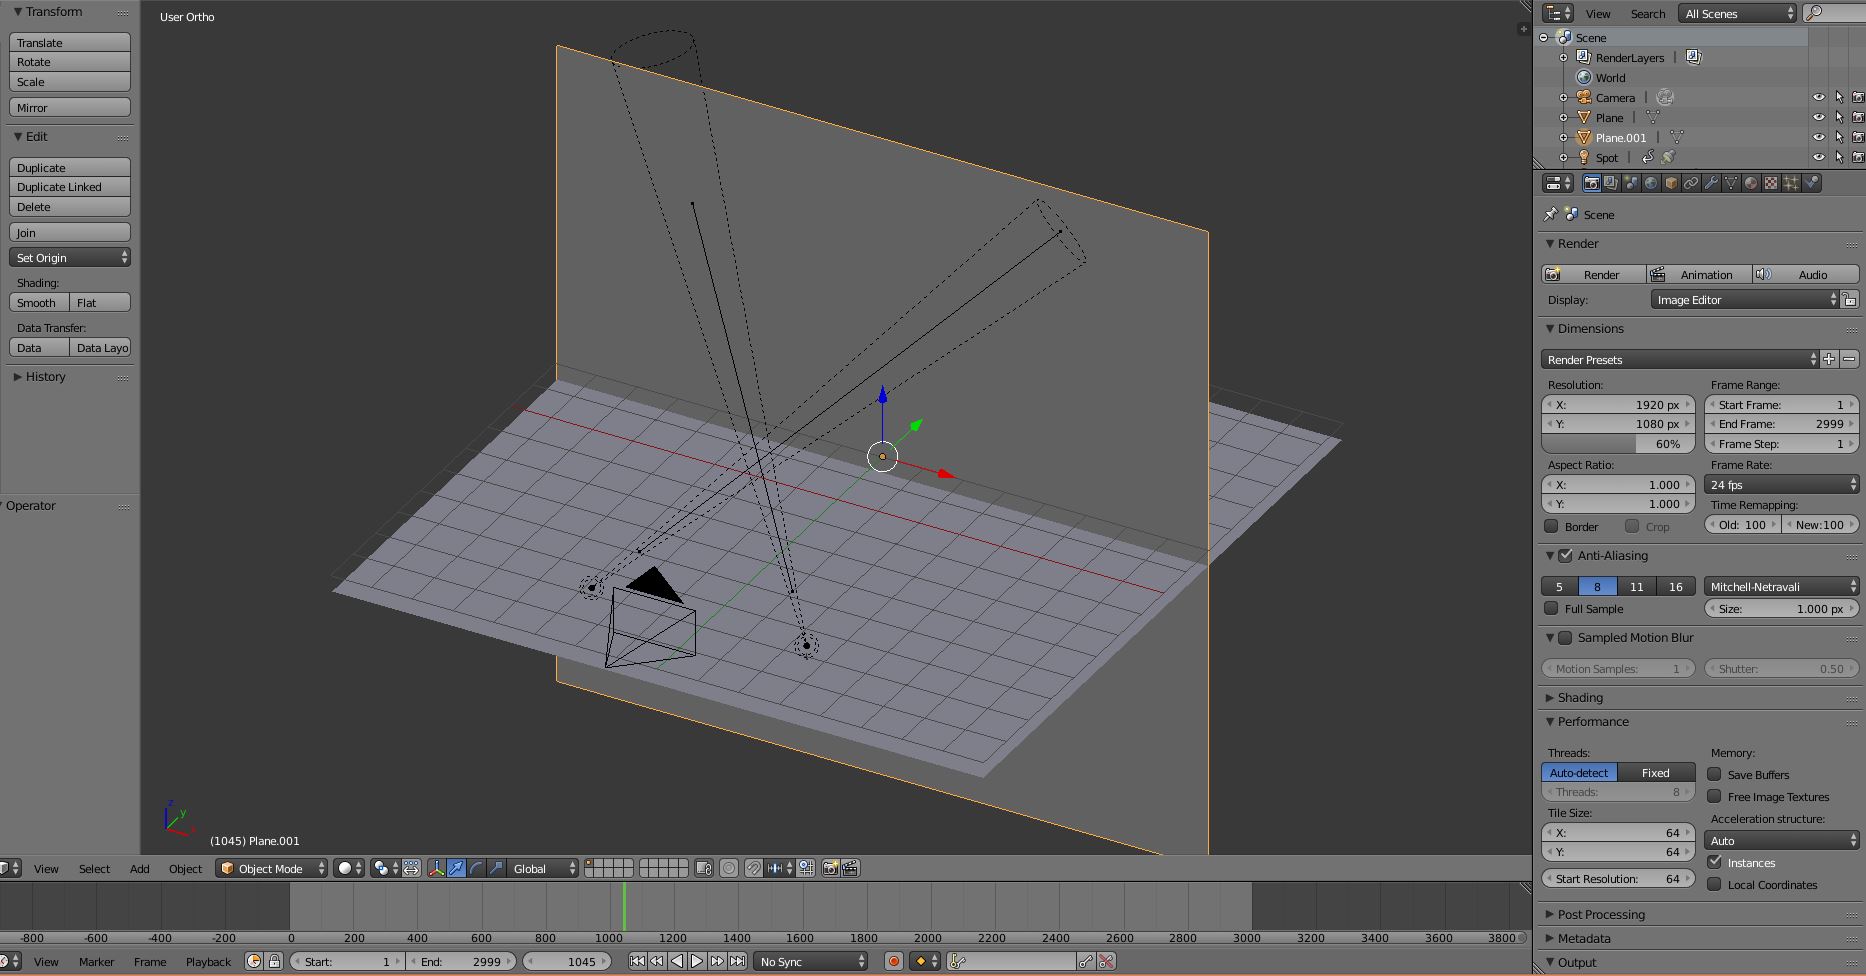 Transform
Translate
Rotate
Scale
Mirror
Edit
Duplicate
Duplicate Linked
Delete
Join
Set Origin
Shading:
Smooth Flat
Data Transfer:
Data Data Layo
History
Operator
User Ortho
z
y
(1045) Plane.001
View Select Add Object Object Mode Global
-800 -600 -400 -200 0 200 400 600 800 1000 1200 1400 1600 1800 2000 2200 2400 2600 2800 3000 3200 3400 3600 3800
View Marker Frame Playback Start: 1 End: 2999 1045 No Sync
View Search All Scenes
Scene
RenderLayers
World
Camera
Plane
Plane.001
Spot
Scene
Render
Render Animation Audio
Display: Image Editor
Dimensions
Render Presets
Resolution: Frame Range:
X: 1920 px Start Frame: 1
Y: 1080 px End Frame: 2999
60% Frame Step: 1
Aspect Ratio: Frame Rate:
X: 1.000 24 fps
Y: 1.000 Time Remapping:
Border Crop Old: 100 New:100
Anti-Aliasing
5 8 11 16 Mitchell-Netravali
Full Sample Size: 1.000 px
Sampled Motion Blur
Motion Samples: 1 Shutter: 0.50
Shading
Performance
Threads: Memory:
Auto-detect Fixed Save Buffers
Threads: 8 Free Image Textures
Tile Size: Acceleration structure:
X: 64 Auto
Y: 64 Instances
Start Resolution: 64 Local Coordinates
Post Processing
Metadata
Output